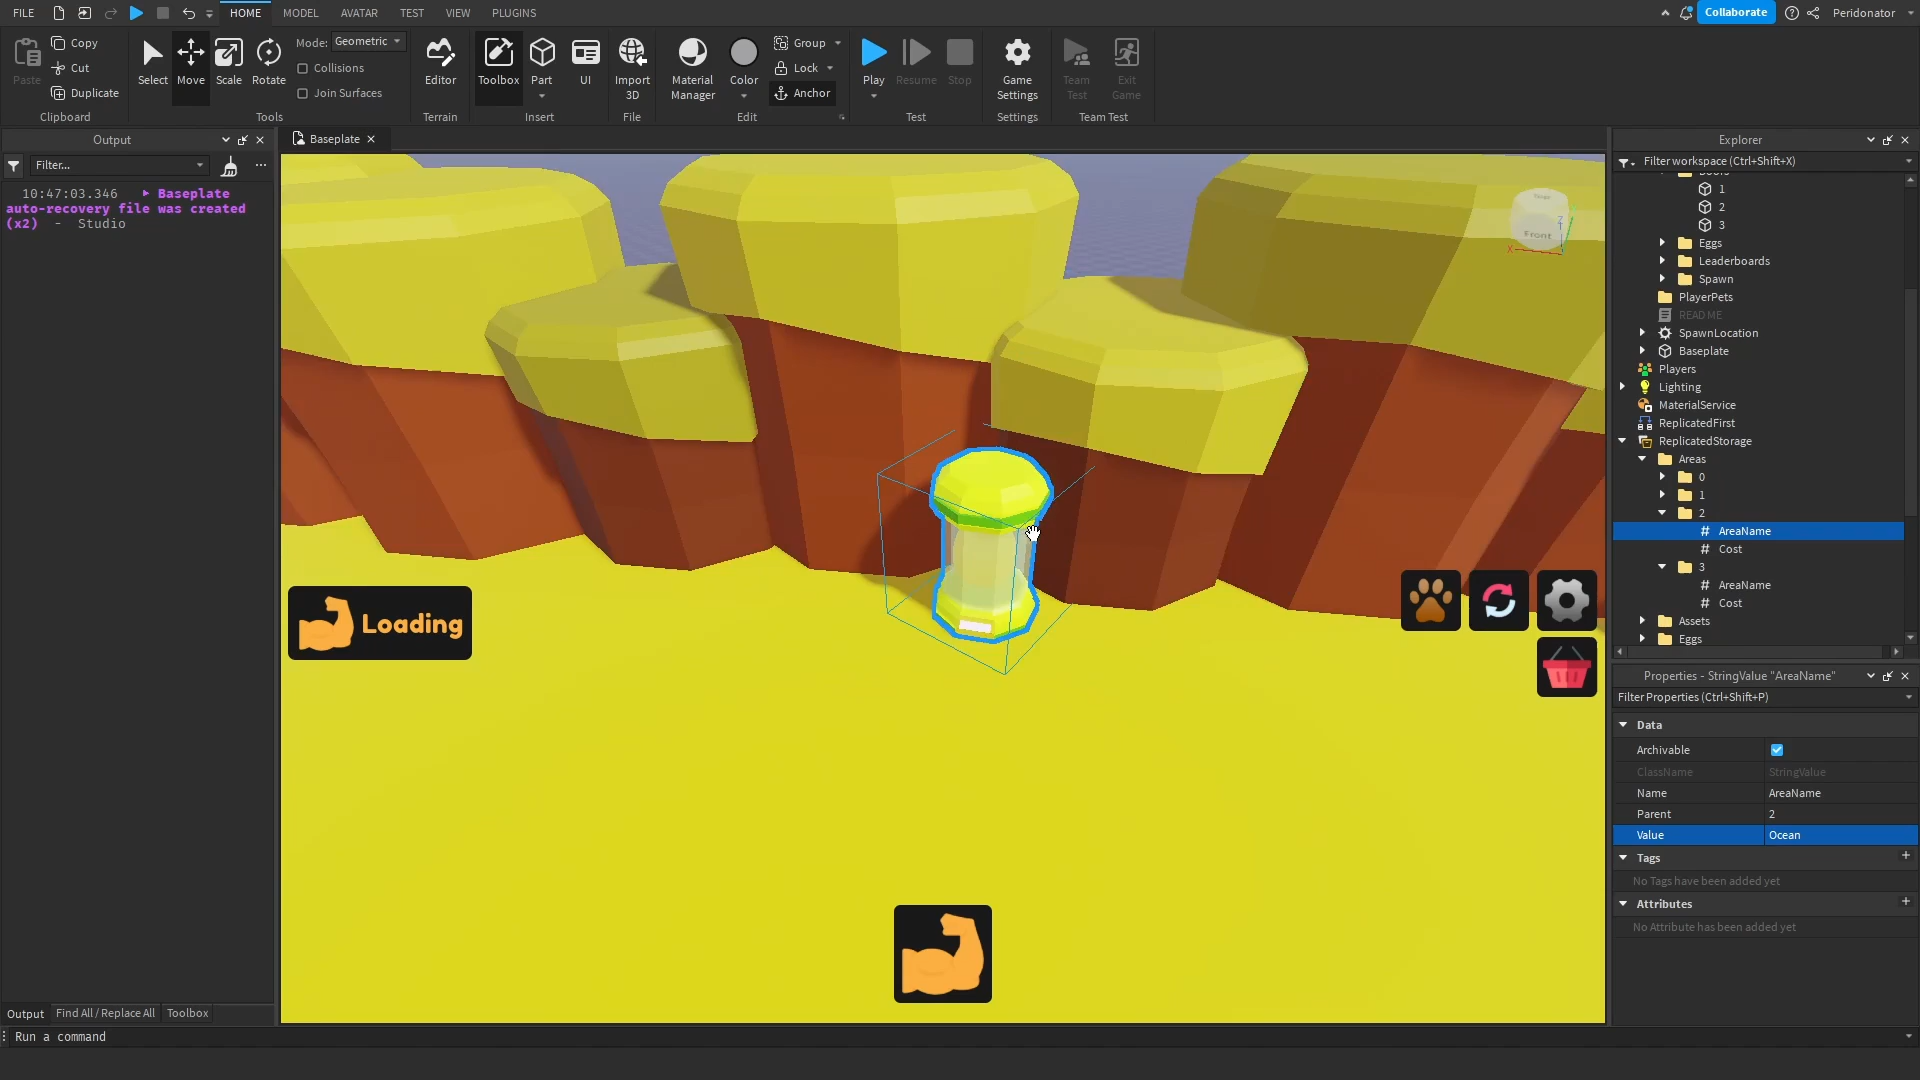 FILE
HOME
MODEL
AVATAR
TEST
VIEW
PLUGINS
Collaborate
Peridonator
Paste
Copy
Cut
Duplicate
Clipboard
Select
Move
Scale
Rotate
Mode: Geometric
Collisions
Join Surfaces
Tools
Editor
Terrain
Toolbox
Part
UI
Insert
Import
3D
File
Material
Manager
Color
Group
Lock
Anchor
Edit
Play
Resume
Stop
Test
Game
Settings
Settings
Team
Test
Exit
Game
Team Test
Output
Filter...
10:47:03.346 Baseplate
auto-recovery file was created
(x2) - Studio
Baseplate
Front
X
Z
Loading
Explorer
Filter workspace (Ctrl+Shift+X)
Doors
1
2
3
Eggs
Leaderboards
Spawn
PlayerPets
READ ME
SpawnLocation
Baseplate
Players
Lighting
MaterialService
ReplicatedFirst
ReplicatedStorage
Areas
0
1
2
AreaName
Cost
3
AreaName
Cost
Assets
Eggs
Properties - StringValue "AreaName"
Filter Properties (Ctrl+Shift+P)
Data
Archivable
ClassName StringValue
Name AreaName
Parent 2
Value Ocean
Tags
No Tags have been added yet
Attributes
No Attribute has been added yet
Output
Find All / Replace All
Toolbox
Run a command